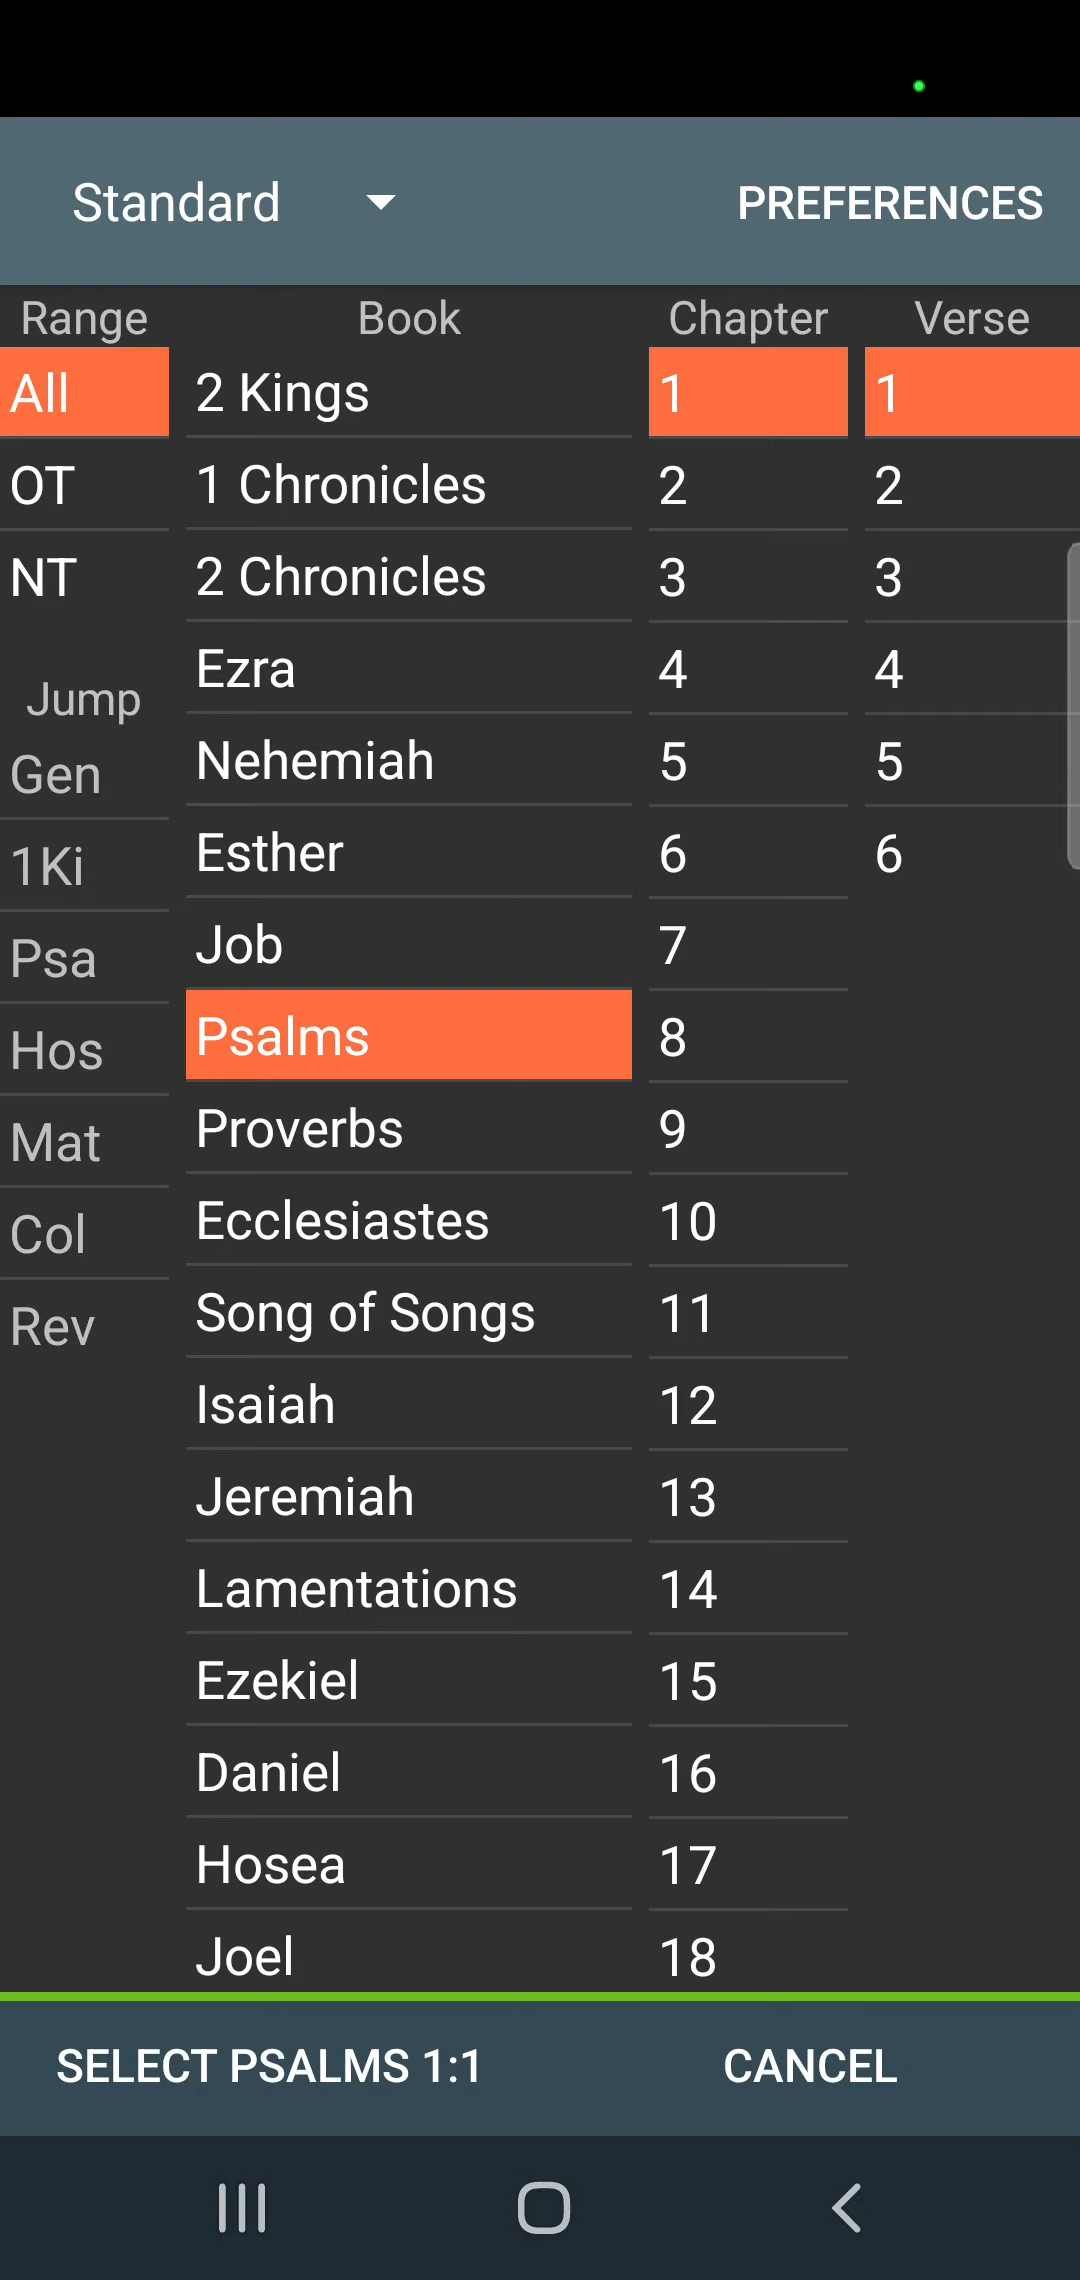 Standard
PREFERENCES
Range
Book
Chapter
Verse
All
OT
NT
Jump
Gen
1Ki
Psa
Hos
Mat
Col
Rev
2 Kings
1 Chronicles
2 Chronicles
Ezra
Nehemiah
Esther
Job
Psalms
Proverbs
Ecclesiastes
Song of Songs
Isaiah
Jeremiah
Lamentations
Ezekiel
Daniel
Hosea
Joel
1
2
3
4
5
6
7
8
9
10
11
12
13
14
15
16
17
18
1
2
3
4
5
6
SELECT PSALMS 1:1
CANCEL